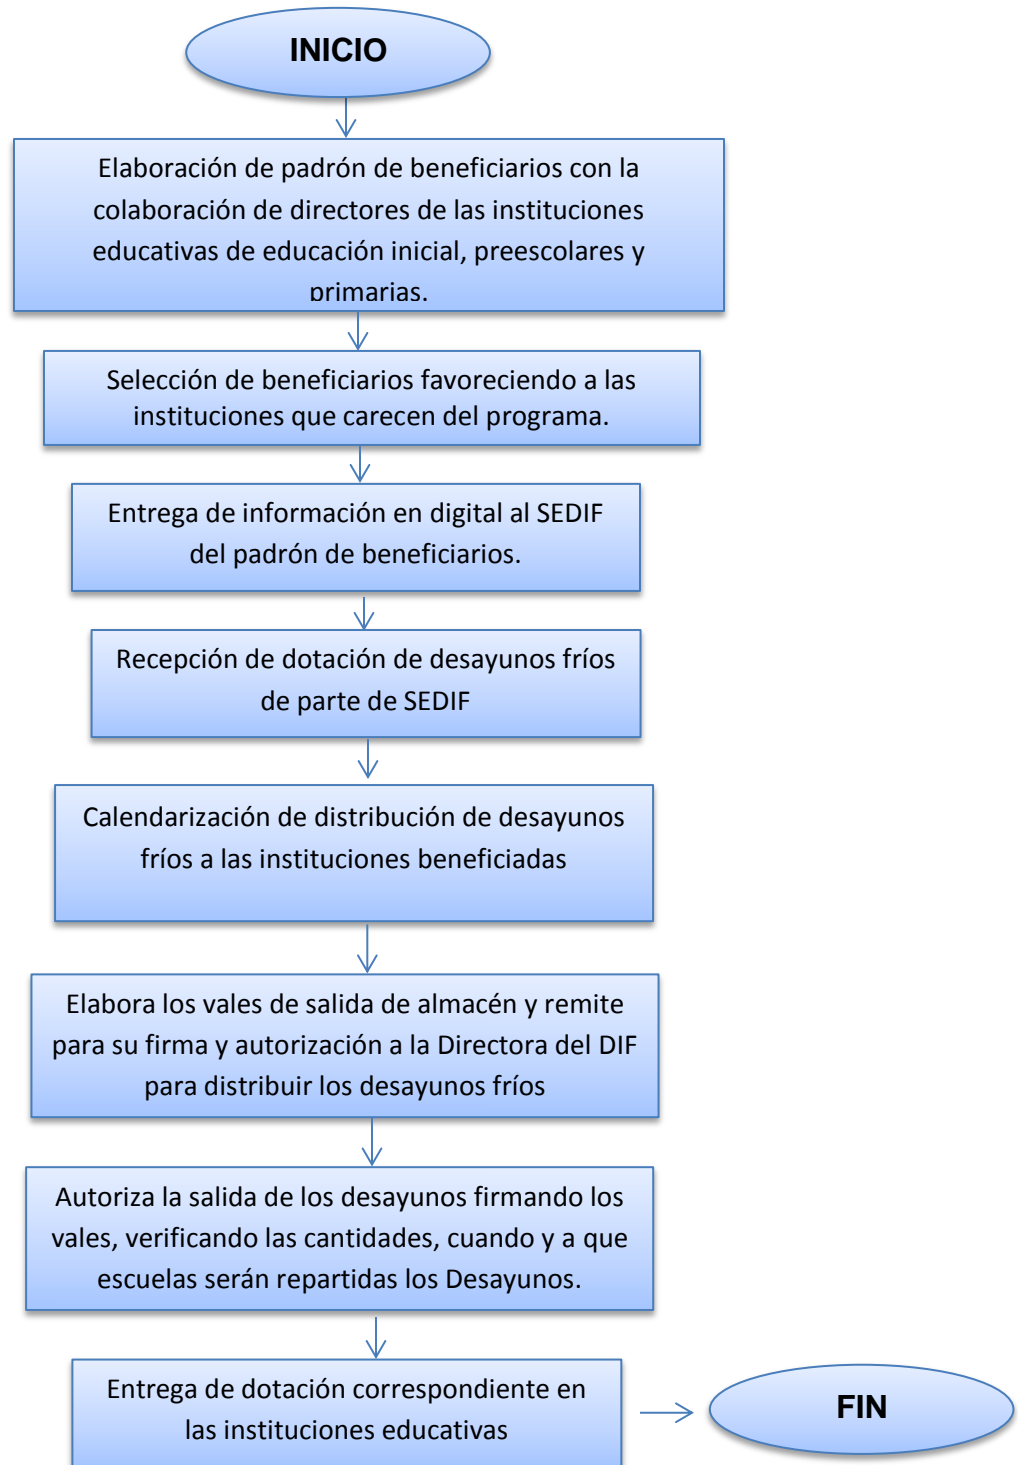 INICIO
Elaboración de padrón de beneficiarios con la
colaboración de directores de las instituciones
educativas de educación inicial, preescolares y
primarias.
Selección de beneficiarios favoreciendo a las
instituciones que carecen del programa.
Entrega de información en digital al SEDIF
del padrón de beneficiarios.
Recepción de dotación de desayunos fríos
de parte de SEDIF
Calendarización de distribución de desayunos
fríos a las instituciones beneficiadas
Elabora los vales de salida de almacén y remite
para su firma y autorización a la Directora del DIF
para distribuir los desayunos fríos
Autoriza la salida de los desayunos firmando los
vales, verificando las cantidades, cuando y a que
escuelas serán repartidas los Desayunos.
Entrega de dotación correspondiente en
las instituciones educativas
FIN